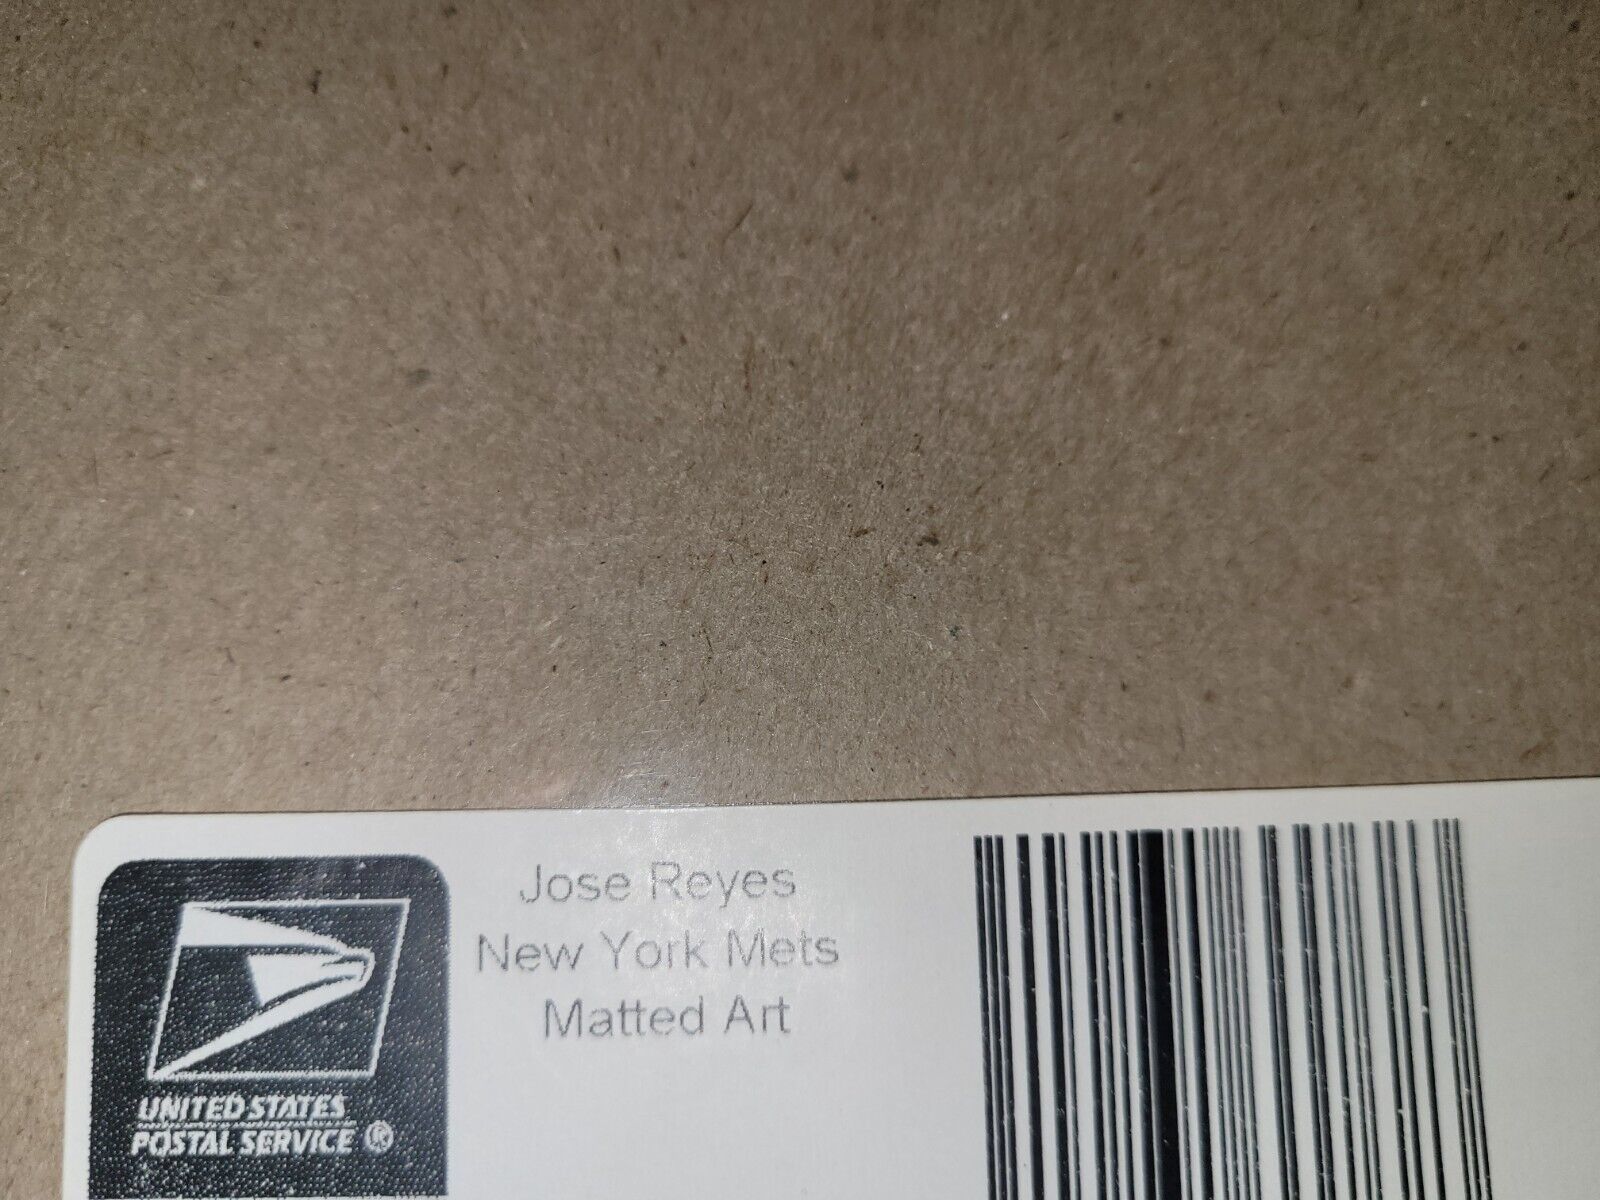 Jose Reyes
New York Mets
Matted Art
UNITED STATES
POSTAL SERVICE ®